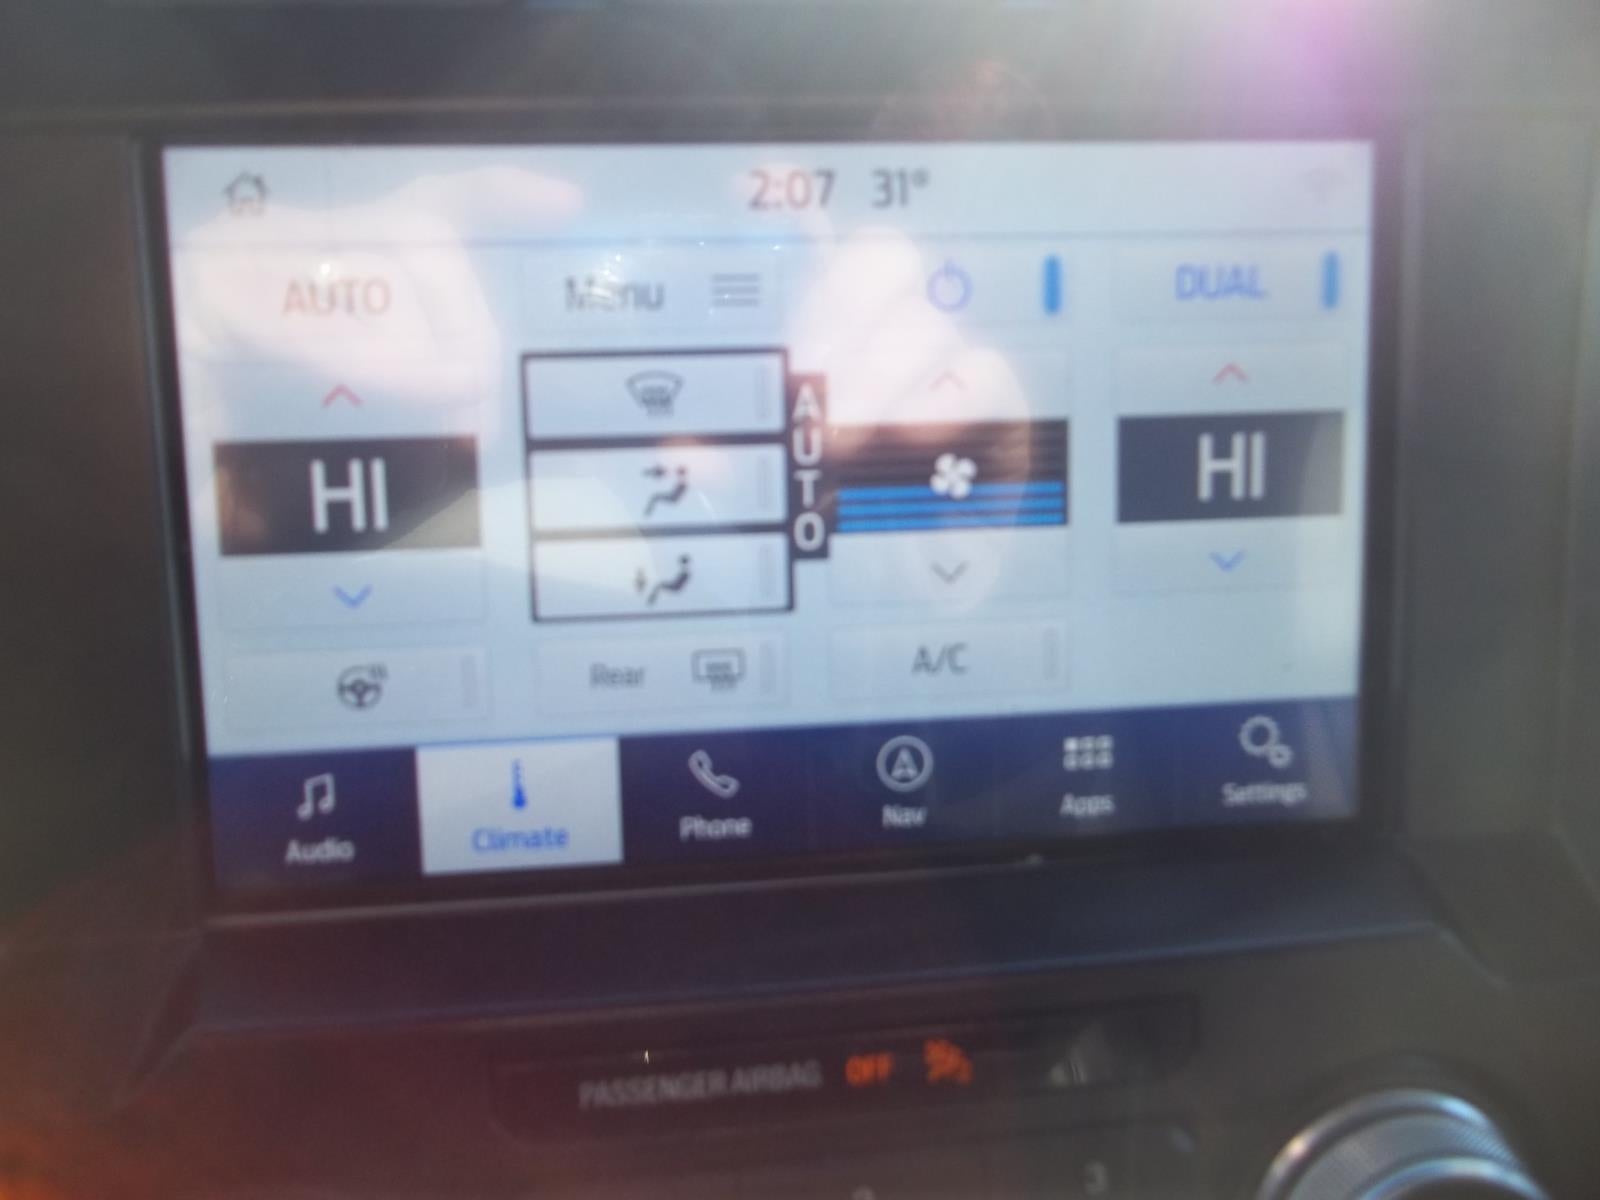 2:07 31°
AUTO Menu DUAL
HI AUTO HI
Rear A/C
Audio Climate Phone Nav Apps Settings
PASSENGER AIRBAG OFF
3